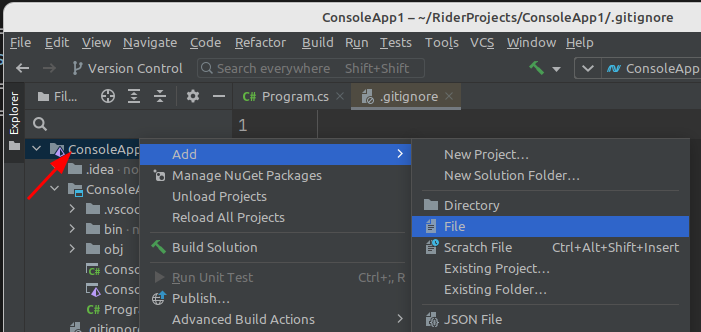 ConsoleApp1 – ~/RiderProjects/ConsoleApp1/.gitignore
File Edit View Navigate Code Refactor Build Run Tests Tools VCS Window Help
Version Control Search everywhere Shift+Shift ConsoleApp
Explorer
Fil... C# Program.cs .gitignore
1
ConsoleApp
.idea
ConsoleA
.vscod
bin
obj
C# Conso
Conso
C# Progra
.gitignore
Add
Manage NuGet Packages
Unload Projects
Reload All Projects
Build Solution
Run Unit Test Ctrl+;, R
Publish...
Advanced Build Actions
New Project...
New Solution Folder...
Directory
File
Scratch File Ctrl+Alt+Shift+Insert
Existing Project...
Existing Folder...
JSON File